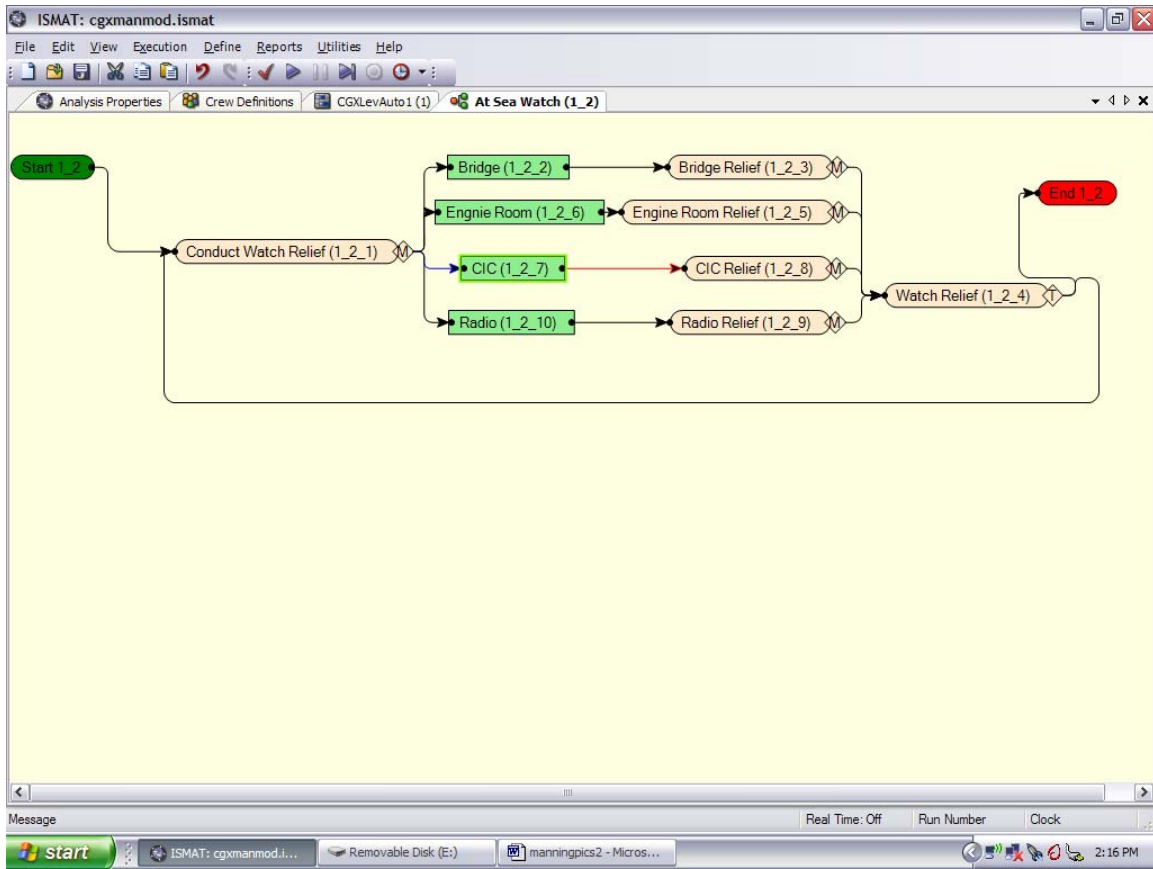 ISMAT: cgxmanmod.ismat
File Edit View Execution Define Reports Utilities Help
Analysis Properties Crew Definitions CGXLevAuto1 (1) At Sea Watch (1_2)
Start 1_2
Bridge (1_2_2) Bridge Relief (1_2_3) M
End 1_2
Engnie Room (1_2_6) Engine Room Relief (1_2_5) M
Conduct Watch Relief (1_2_1) M
CIC (1_2_7) CIC Relief (1_2_8) M
Watch Relief (1_2_4) T
Radio (1_2_10) Radio Relief (1_2_9) M
Message Real Time: Off Run Number Clock
start ISMAT: cgxmanmod.i... Removable Disk (E:) manningpics2 - Micros... 2:16 PM